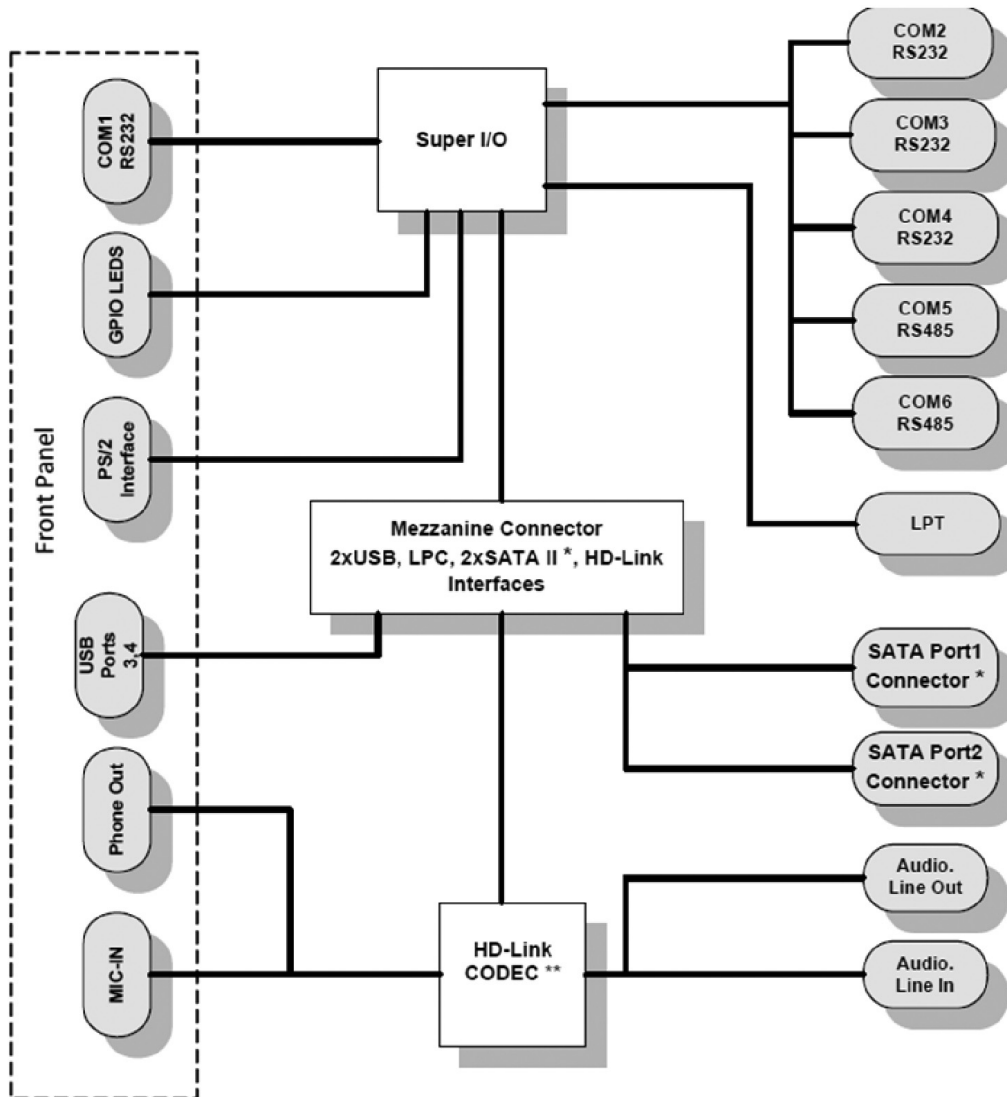 COM2
RS232
COM1
RS232
Super I/O
COM3
RS232
COM4
RS232
GPIO LEDS
COM5
RS485
COM6
RS485
PS/2
Interface
Front Panel
Mezzanine Connector
2xUSB, LPC, 2xSATA II *, HD-Link
Interfaces
LPT
USB
Ports
3,4
SATA Port1
Connector *
SATA Port2
Connector *
Phone Out
Audio.
Line Out
MIC-IN
HD-Link
CODEC **
Audio.
Line In